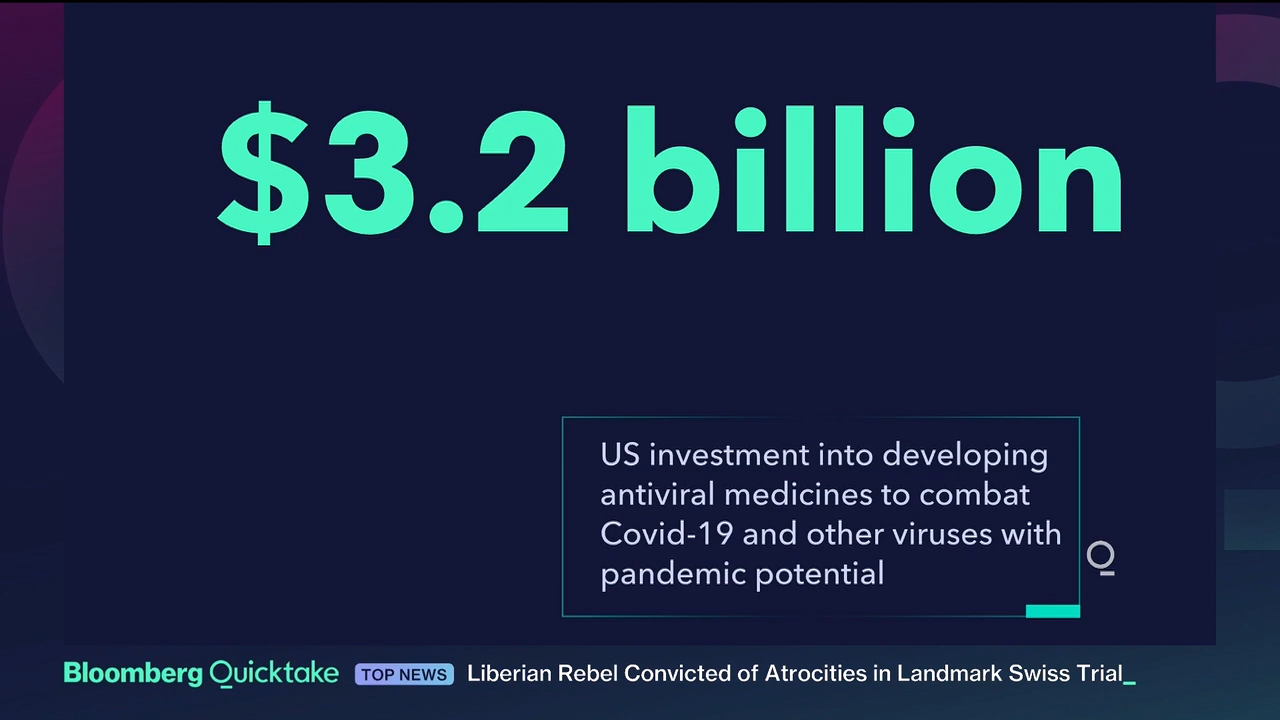 $3.2 billion
US investment into developing
antiviral medicines to combat
Covid-19 and other viruses with
pandemic potential
Bloomberg Quicktake TOP NEWS Liberian Rebel Convicted of Atrocities in Landmark Swiss Trial_